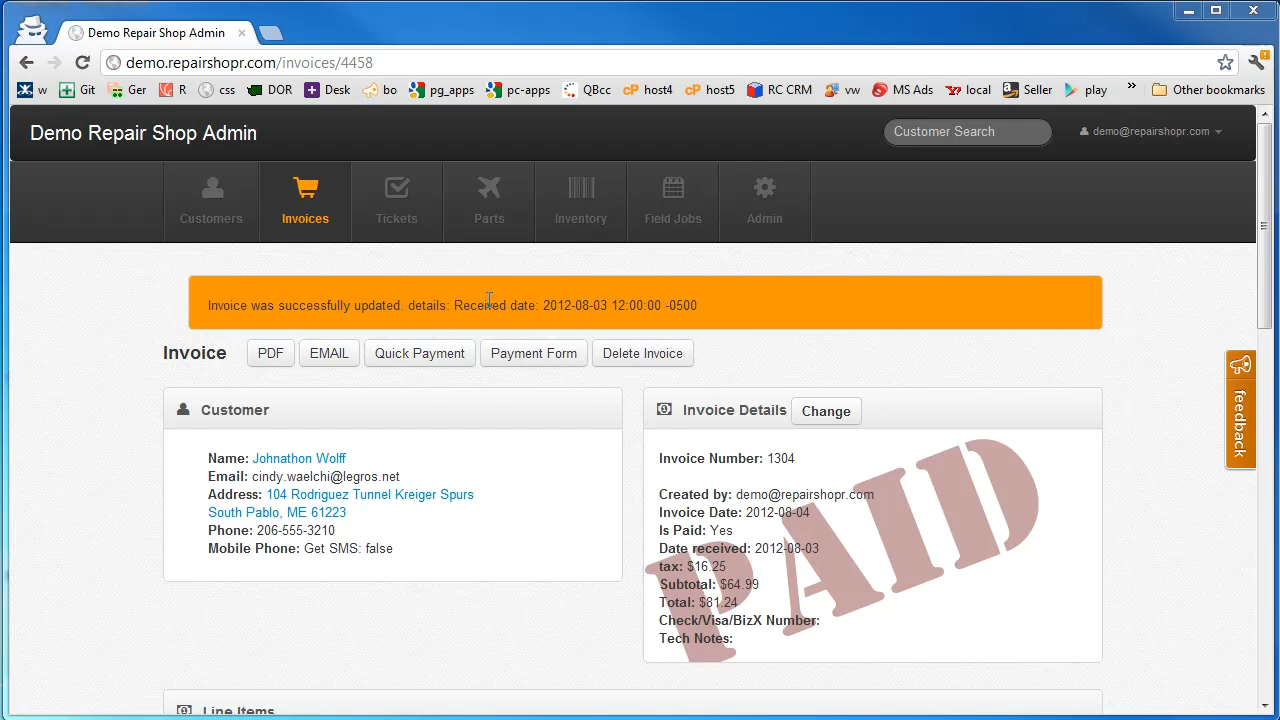 Demo Repair Shop Admin
demo.repairshopr.com/invoices/4458
w Git Ger R css DOR Desk bo pg_apps pc-apps QBcc host4 host5 RC CRM vw MS Ads local Seller play » Other bookmarks
Demo Repair Shop Admin
Customer Search
demo@repairshopr.com
Customers Invoices Tickets Parts Inventory Field Jobs Admin
Invoice was successfully updated. details: Received date: 2012-08-03 12:00:00 -0500
Invoice PDF EMAIL Quick Payment Payment Form Delete Invoice
Customer
Name: Johnathon Wolff
Email: cindy.waelchi@legros.net
Address: 104 Rodriguez Tunnel Kreiger Spurs
South Pablo, ME 61223
Phone: 206-555-3210
Mobile Phone: Get SMS: false
Invoice Details Change
Invoice Number: 1304
Created by: demo@repairshopr.com
Invoice Date: 2012-08-04
Is Paid: Yes
Date received: 2012-08-03
tax: $16.25
Subtotal: $64.99
Total: $81.24
Check/Visa/BizX Number:
Tech Notes:
PAID
feedback
Line Items